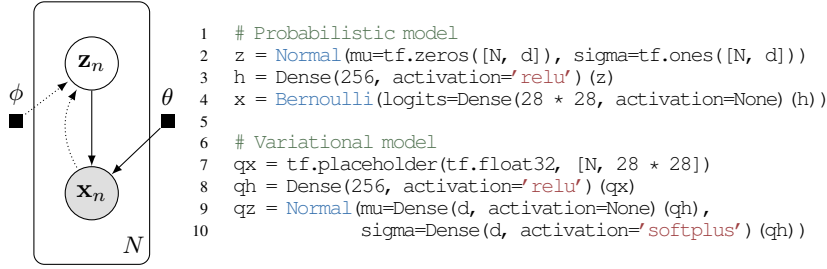 z_n
ϕ
θ
x_n
N
1 # Probabilistic model
2 z = Normal(mu=tf.zeros([N, d]), sigma=tf.ones([N, d]))
3 h = Dense(256, activation='relu')(z)
4 x = Bernoulli(logits=Dense(28 * 28, activation=None)(h))
5
6 # Variational model
7 qx = tf.placeholder(tf.float32, [N, 28 * 28])
8 qh = Dense(256, activation='relu')(qx)
9 qz = Normal(mu=Dense(d, activation=None)(qh),
10 sigma=Dense(d, activation='softplus')(qh))